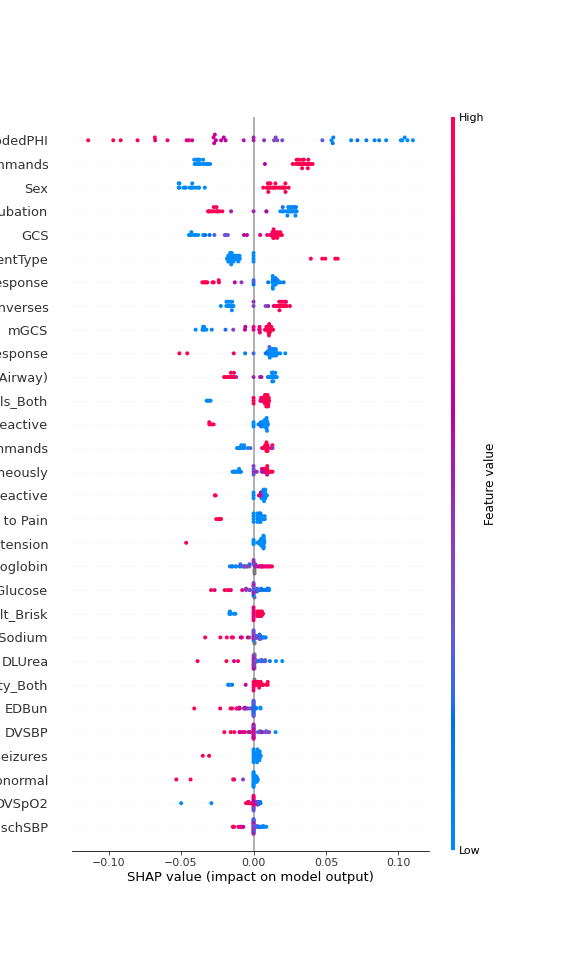 High
odedPHI
mmands
Sex
ubation
GCS
entType
esponse
nverses
mGCS
esponse
Airway)
ls_Both
eactive
mmands
neously
eactive
to Pain
tension
oglobin
Glucose
lt_Brisk
Sodium
DLUrea
ty_Both
EDBun
DVSBP
eizures
bnormal
DVSpO2
schSBP
Low
Feature value
−0.10 −0.05 0.00 0.05 0.10
SHAP value (impact on model output)